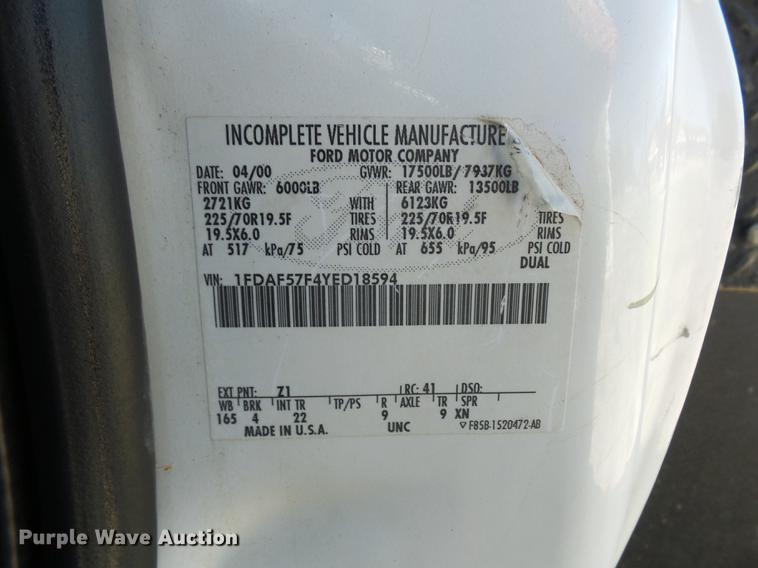 INCOMPLETE VEHICLE MANUFACTURE
FORD MOTOR COMPANY
DATE: 04/00 GVWR: 17500LB/ 7937KG
FRONT GAWR: 6000LB REAR GAWR: 13500LB
2721KG WITH 6123KG
225/70R19.5F TIRES 225/70R19.5F TIRES
19.5X6.0 RIMS 19.5X6.0 RIMS
AT 517 kPa/75 PSI COLD AT 655 kPa/95 PSI COLD
DUAL
VIN: 1FDAF57F4YED18594
EXT PNT: Z1 RC: 41 DSO:
WB BRK INT TR TP/PS R AXLE TR SPR
165 4 22 9 9 XN
MADE IN U.S.A. UNC F85B-1520472-AB
Purple Wave Auction